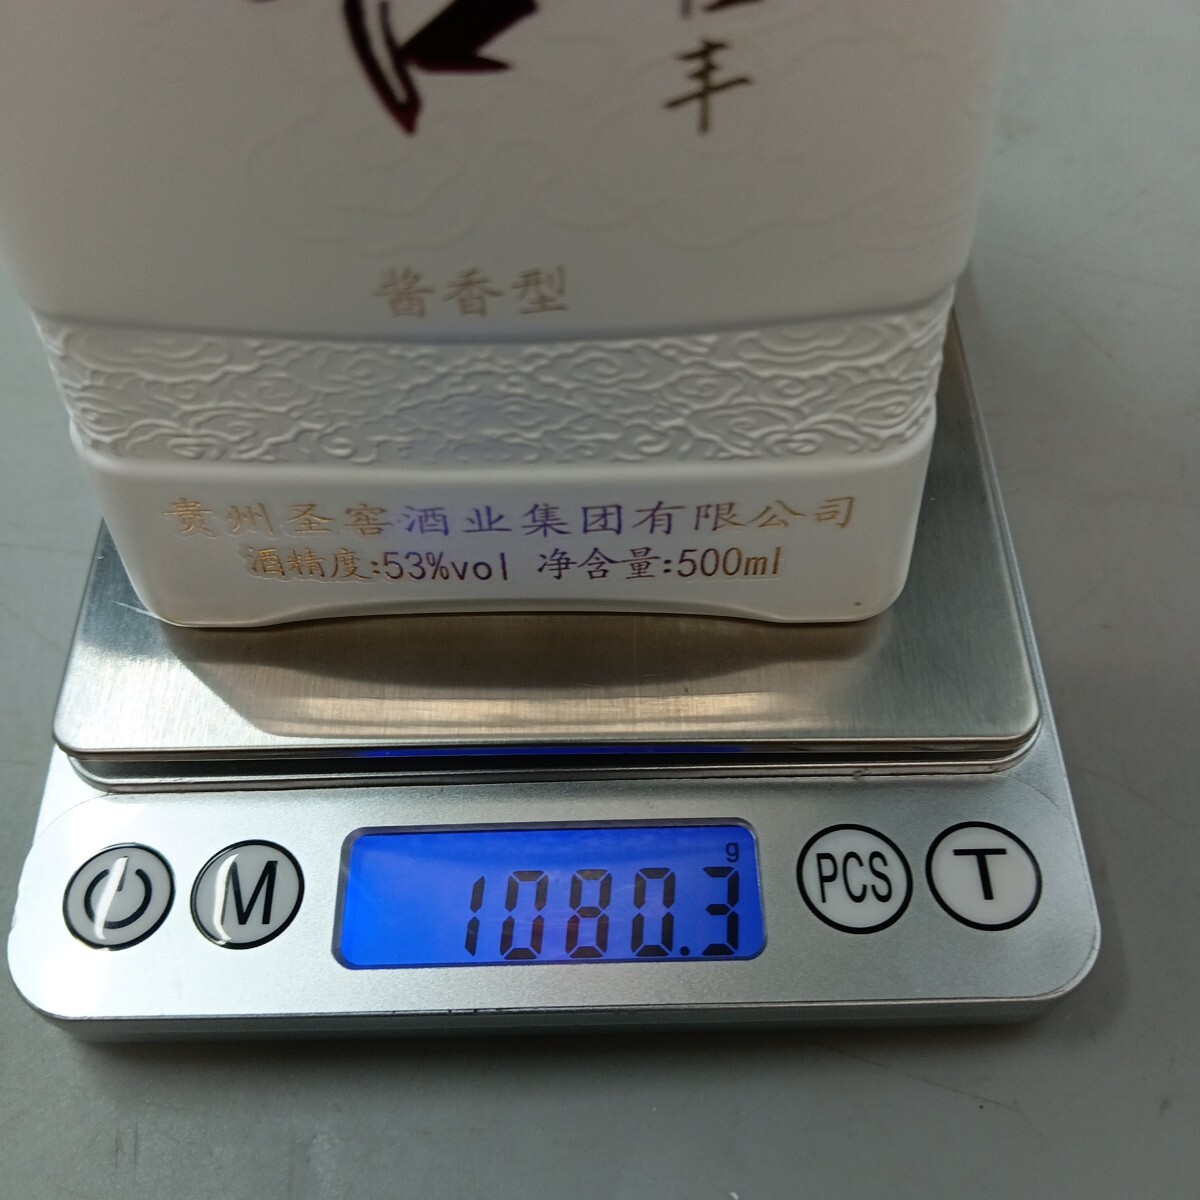 丰
酱香型
贵州圣窖酒业集团有限公司
酒精度:53%vol 净含量:500ml
g
1080.3
M
PCS
T